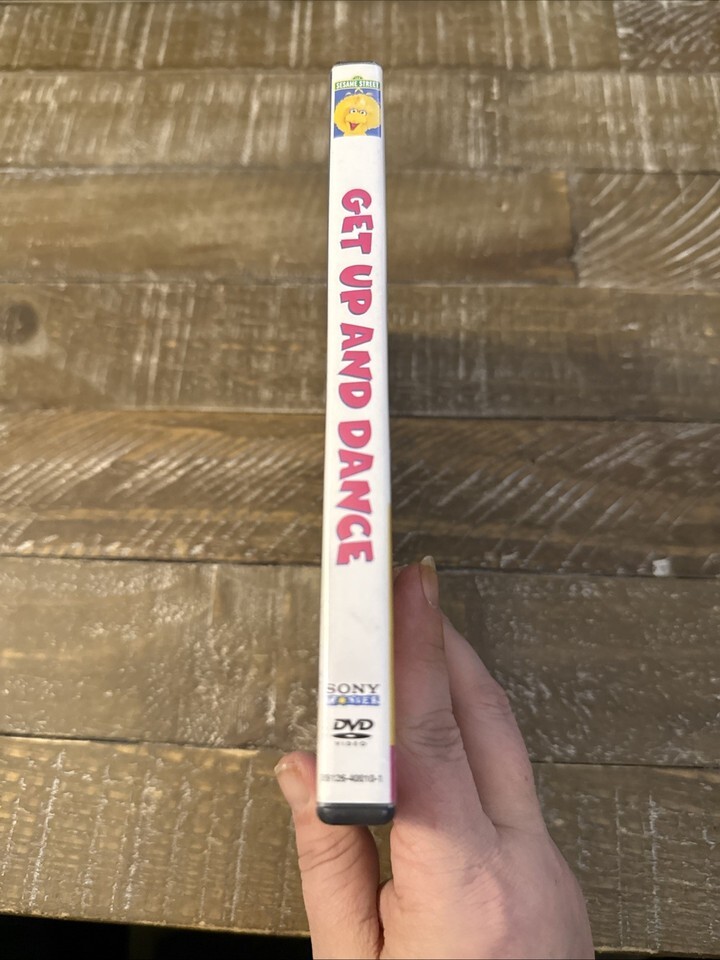 SESAME STREET
GET UP AND DANCE
SONY
WONDER
DVD
VIDEO